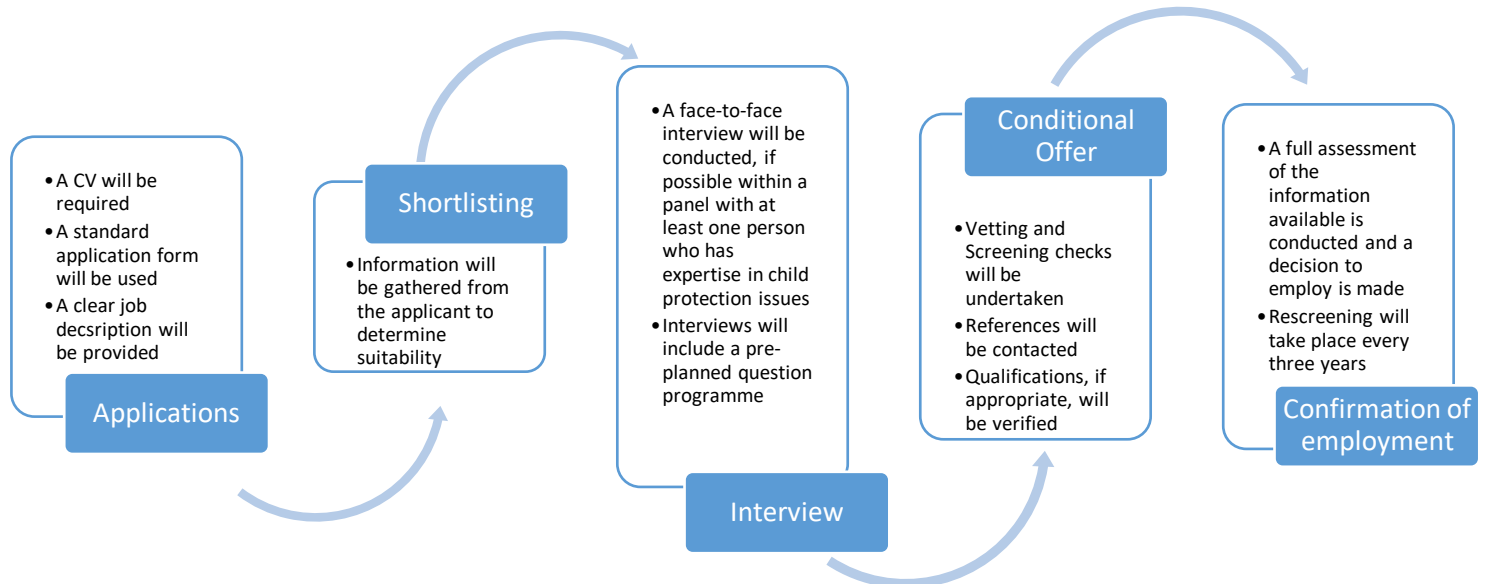 •A CV will be
required
•A standard
application form
will be used
•A clear job
decsription will
be provided
Applications
Shortlisting
•Information will
be gathered from
the applicant to
determine
suitability
•A face-to-face
interview will be
conducted, if
possible within a
panel with at
least one person
who has
expertise in child
protection issues
•Interviews will
include a pre-
planned question
programme
Interview
Conditional
Offer
•Vetting and
Screening checks
will be
undertaken
•References will
be contacted
•Qualifications, if
appropriate, will
be verified
•A full assessment
of the
information
available is
conducted and a
decision to
employ is made
•Rescreening will
take place every
three years
Confirmation of
employment